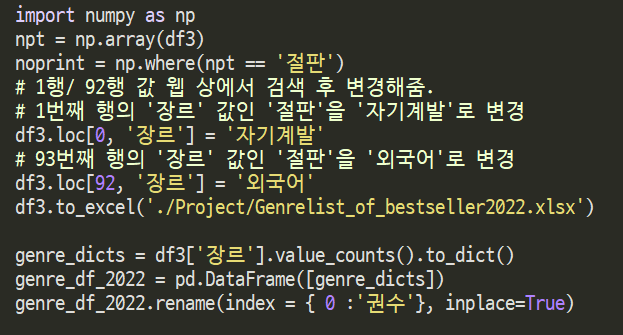 import numpy as np
npt = np.array(df3)
noprint = np.where(npt == '절판')
# 1행/ 92행 값 웹 상에서 검색 후 변경해줌.
# 1번째 행의 '장르' 값인 '절판'을 '자기계발'로 변경
df3.loc[0, '장르'] = '자기계발'
# 93번째 행의 '장르' 값인 '절판'을 '외국어'로 변경
df3.loc[92, '장르'] = '외국어'
df3.to_excel('./Project/Genrelist_of_bestseller2022.xlsx')
genre_dicts = df3['장르'].value_counts().to_dict()
genre_df_2022 = pd.DataFrame([genre_dicts])
genre_df_2022.rename(index = { 0 :'권수'}, inplace=True)